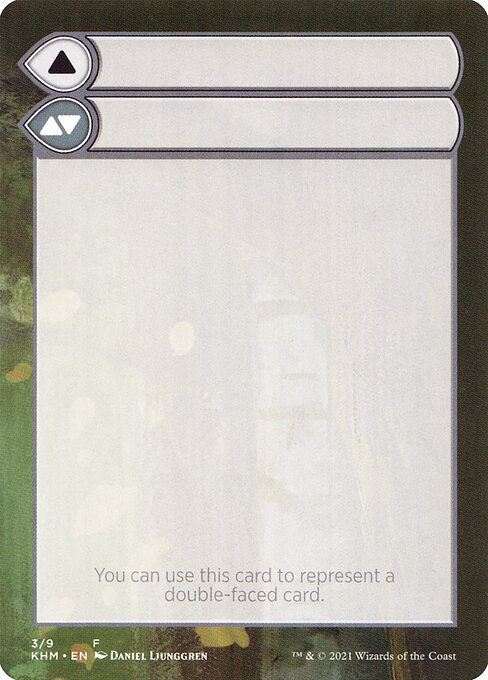 You can use this card to represent a
double-faced card.
3/9 F
KHM • EN Daniel Ljunggren ™ & © 2021 Wizards of the Coast